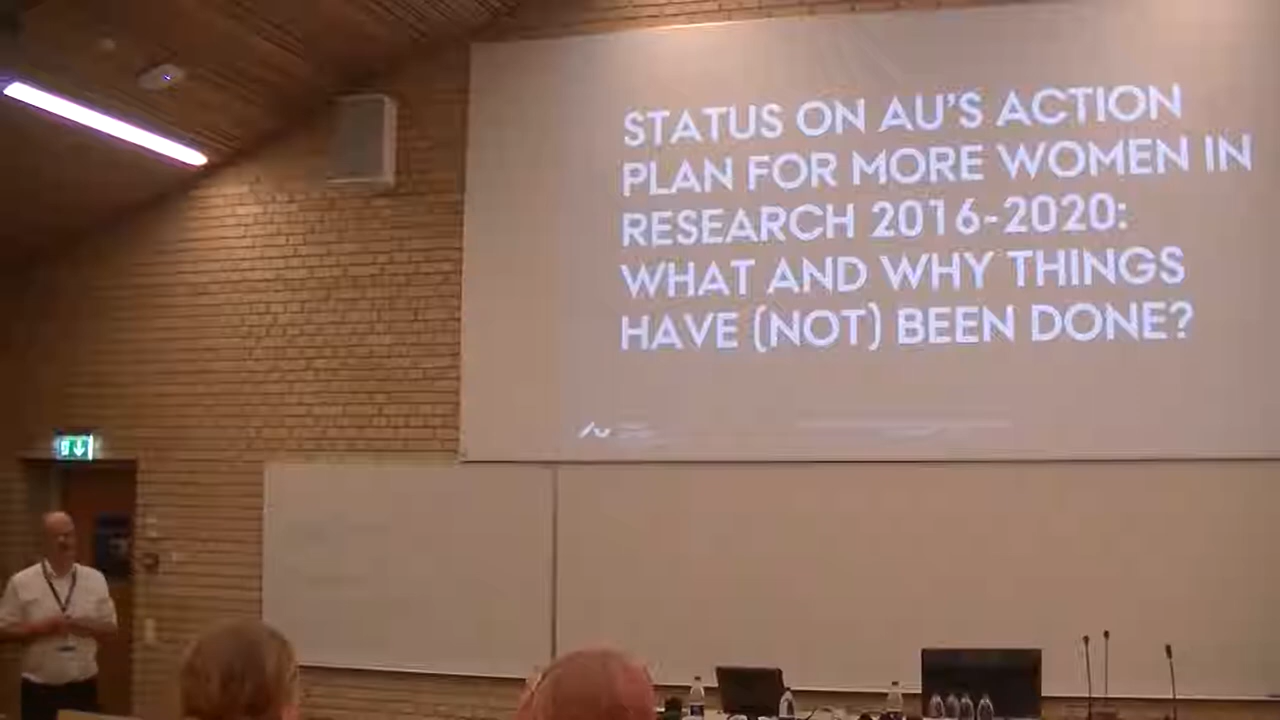 STATUS ON AU'S ACTION
PLAN FOR MORE WOMEN IN
RESEARCH 2016-2020:
WHAT AND WHY THINGS
HAVE (NOT) BEEN DONE?